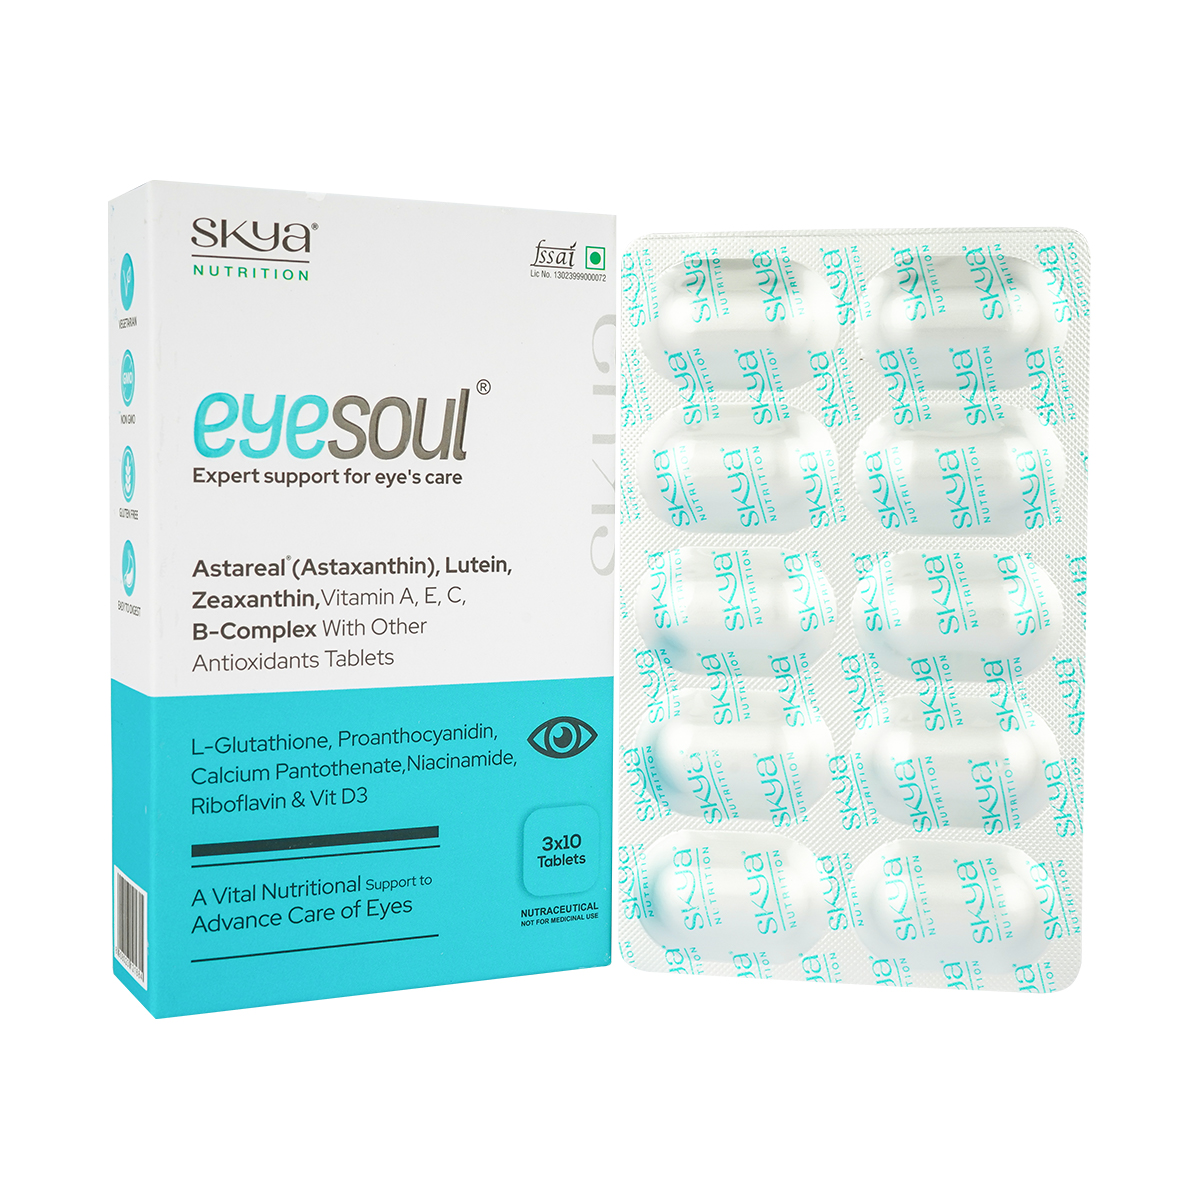 SKYa®
NUTRITION
fssai
Lic No. 13023999000072
eyesoul®
Expert support for eye's care
Astareal® (Astaxanthin), Lutein,
Zeaxanthin, Vitamin A, E, C,
B-Complex With Other
Antioxidants Tablets
L-Glutathione, Proanthocyanidin,
Calcium Pantothenate, Niacinamide,
Riboflavin & Vit D3
3x10
Tablets
A Vital Nutritional Support to
Advance Care of Eyes
NUTRACEUTICAL
NOT FOR MEDICINAL USE
VEGETARIAN
GMO
NON GMO
GLUTEN FREE
EASY TO DIGEST
SKYa
SKYa®
NUTRITION